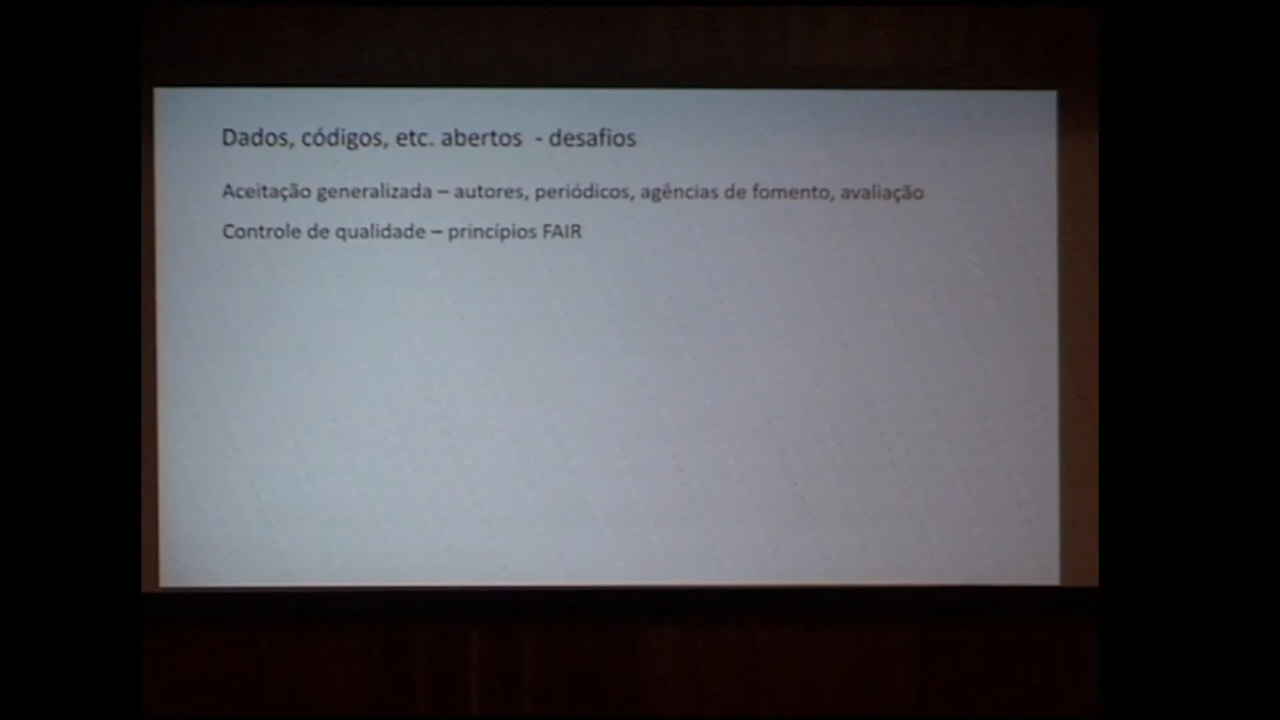 Dados, códigos, etc. abertos - desafios
Aceitação generalizada – autores, periódicos, agências de fomento, avaliação
Controle de qualidade – princípios FAIR